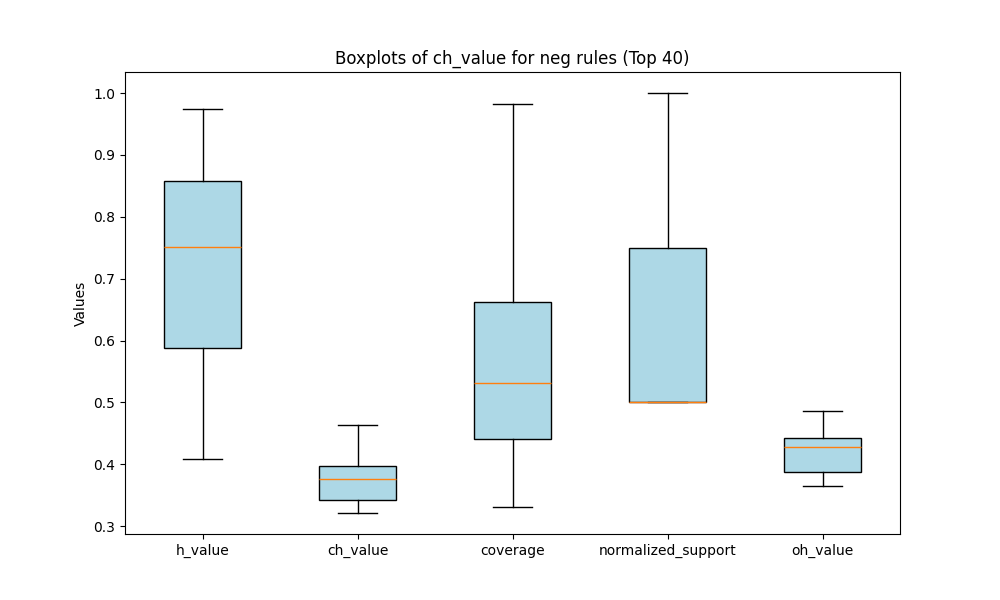 Boxplots of ch_value for neg rules (Top 40)
Values
1.0
0.9
0.8
0.7
0.6
0.5
0.4
0.3
h_value
ch_value
coverage
normalized_support
oh_value